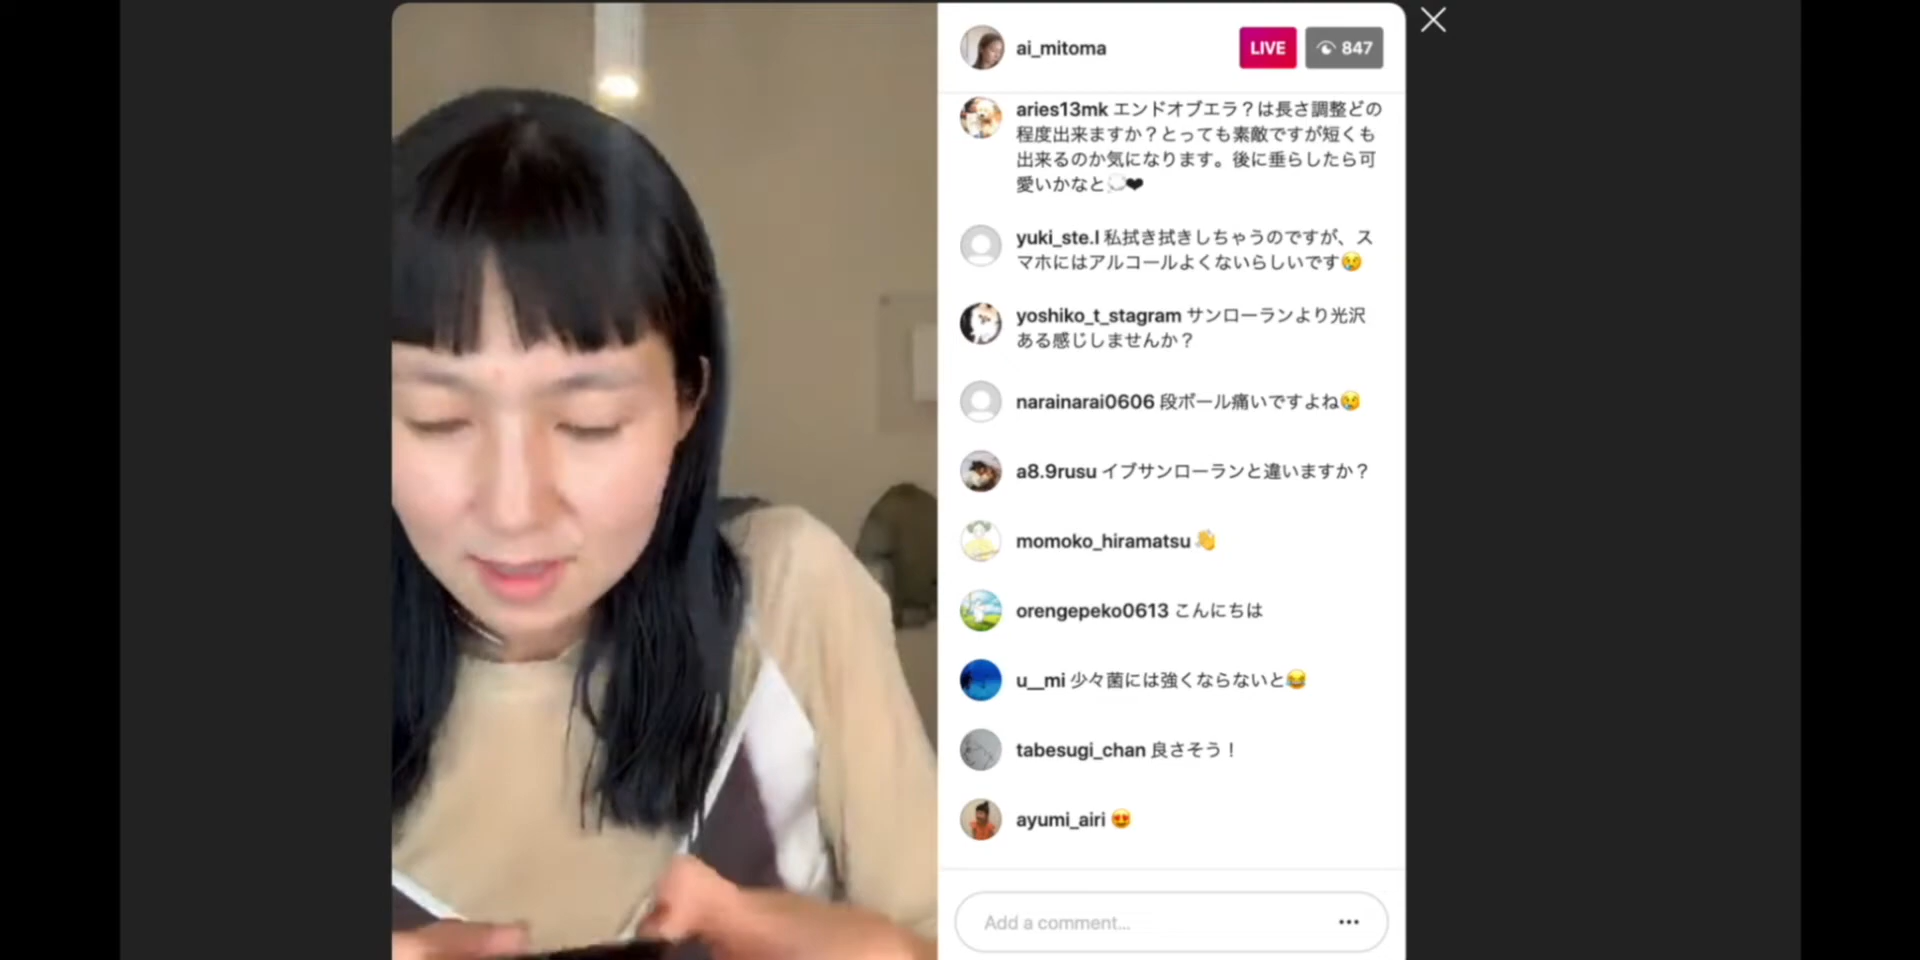 ai_mitoma
LIVE
847
aries13mk エンドオブエラ？は長さ調整どの
程度出来ますか？とっても素敵ですが短くも
出来るのか気になります。後に垂らしたら可
愛いかなと💭❤
yuki_ste.l 私拭き拭きしちゃうのですが、ス
マホにはアルコールよくないらしいです😢
yoshiko_t_stagram サンローランより光沢
ある感じしませんか？
narainarai0606 段ボール痛いですよね😢
a8.9rusu イブサンローランと違いますか？
momoko_hiramatsu 👏
orengepeko0613 こんにちは
u__mi 少々菌には強くならないと😂
tabesugi_chan 良さそう！
ayumi_airi 😍
Add a comment...